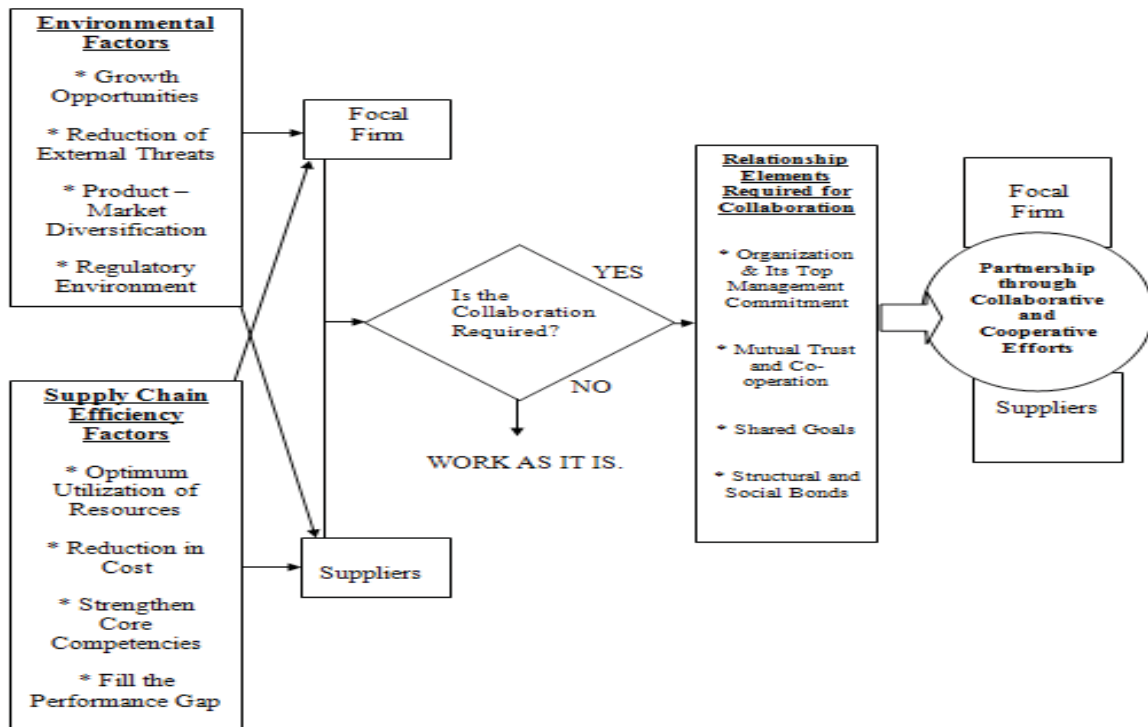 Environmental
Factors
* Growth
Opportunities
* Reduction of
External Threats
* Product –
Market
Diversification
* Regulatory
Environment
Supply Chain
Efficiency
Factors
* Optimum
Utilization of
Resources
* Reduction in
Cost
* Strengthen
Core
Competencies
* Fill the
Performance Gap
Focal
Firm
Suppliers
Is the
Collaboration
Required?
YES
NO
WORK AS IT IS.
Relationship
Elements
Required for
Collaboration
* Organization
& Its Top
Management
Commitment
* Mutual Trust
and Co-
operation
* Shared Goals
* Structural and
Social Bonds
Focal
Firm
Partnership
through
Collaborative
and
Cooperative
Efforts
Suppliers